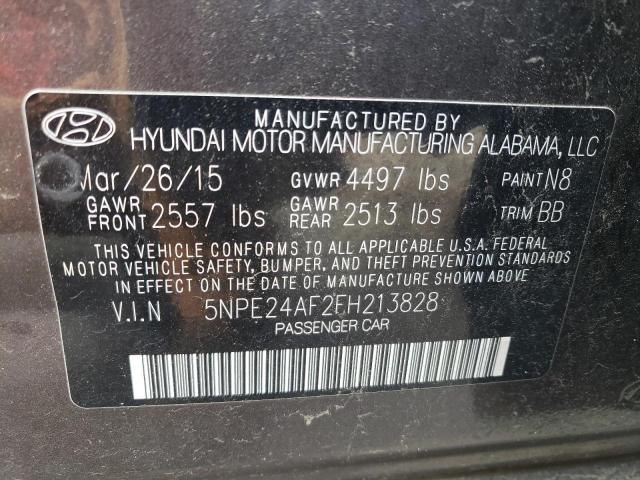 MANUFACTURED BY
HYUNDAI MOTOR MANUFACTURING ALABAMA, LLC
Mar/26/15 GVWR 4497 lbs PAINT N8
GAWR FRONT 2557 lbs GAWR REAR 2513 lbs TRIM BB
THIS VEHICLE CONFORMS TO ALL APPLICABLE U.S.A. FEDERAL
MOTOR VEHICLE SAFETY, BUMPER, AND THEFT PREVENTION STANDARDS
IN EFFECT ON THE DATE OF MANUFACTURE SHOWN ABOVE.
V.I.N 5NPE24AF2FH213828
PASSENGER CAR